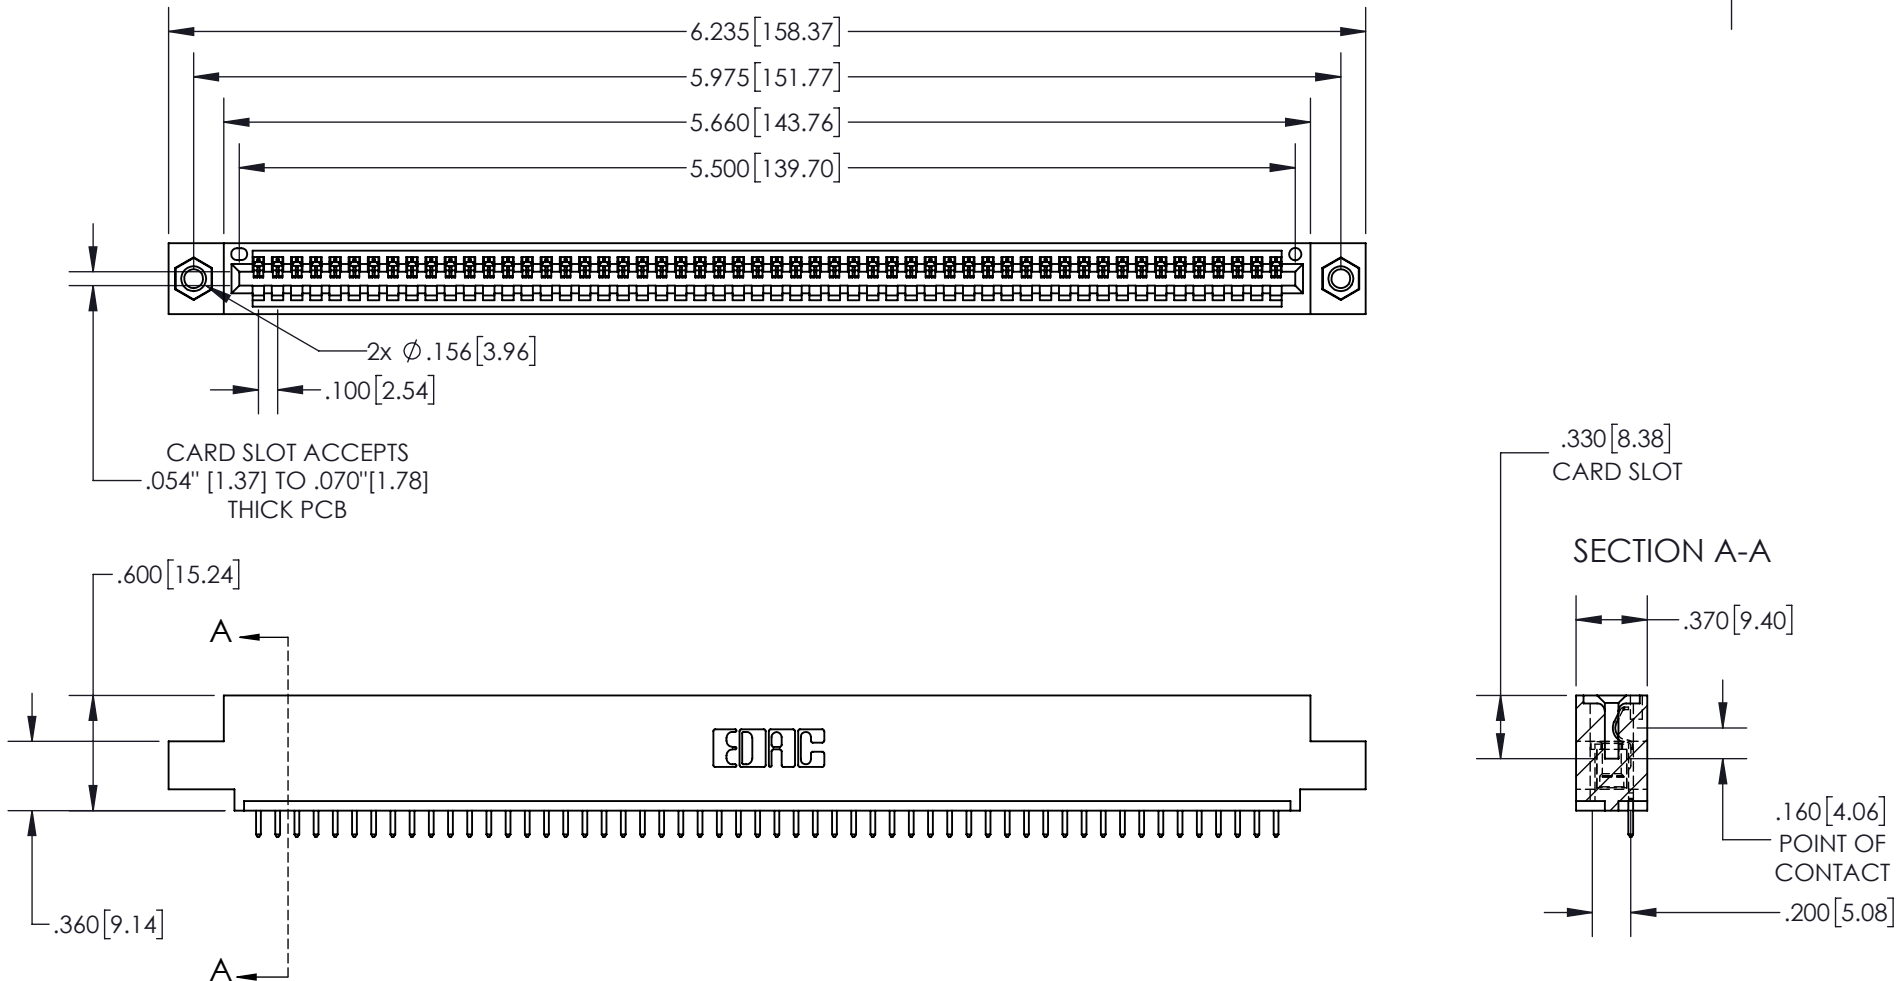 6.235[158.37]
5.975[151.77]
5.660[143.76]
5.500[139.70]
2x Ø.156[3.96]
.100[2.54]
CARD SLOT ACCEPTS
.054" [1.37] TO .070"[1.78]
THICK PCB
.330[8.38]
CARD SLOT
SECTION A-A
.600[15.24]
A
.370[9.40]
EDAC
.160[4.06]
POINT OF
CONTACT
.200[5.08]
.360[9.14]
A